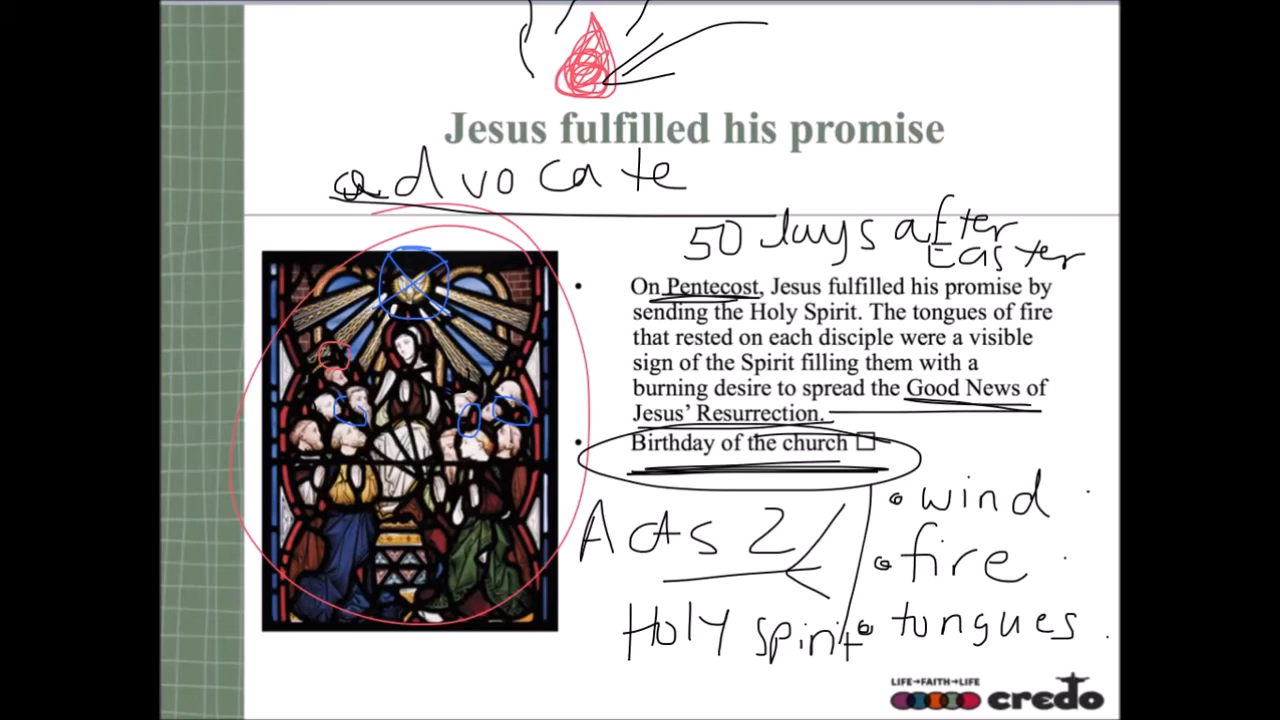 Jesus fulfilled his promise
advocate
50 days after
Easter
• On Pentecost, Jesus fulfilled his promise by
sending the Holy Spirit. The tongues of fire
that rested on each disciple were a visible
sign of the Spirit filling them with a
burning desire to spread the Good News of
Jesus’ Resurrection.
• Birthday of the church □
Acts 2
Holy spirit
• wind
• fire
• tongues
LIFE→FAITH→LIFE
credo